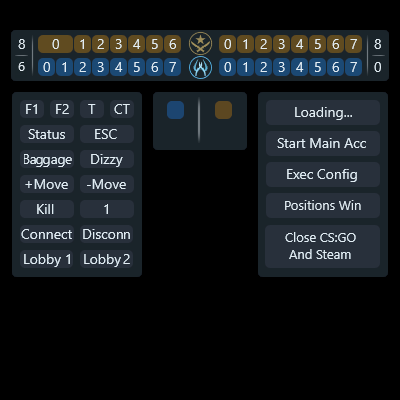 8 0 1 2 3 4 5 6 0 1 2 3 4 5 6 7 8
6 0 1 2 3 4 5 6 7 0 1 2 3 4 5 6 7 0
F1 F2 T CT
Status ESC
Baggage Dizzy
+Move -Move
Kill 1
Connect Disconn
Lobby 1 Lobby 2
Loading...
Start Main Acc
Exec Config
Positions Win
Close CS:GO
And Steam